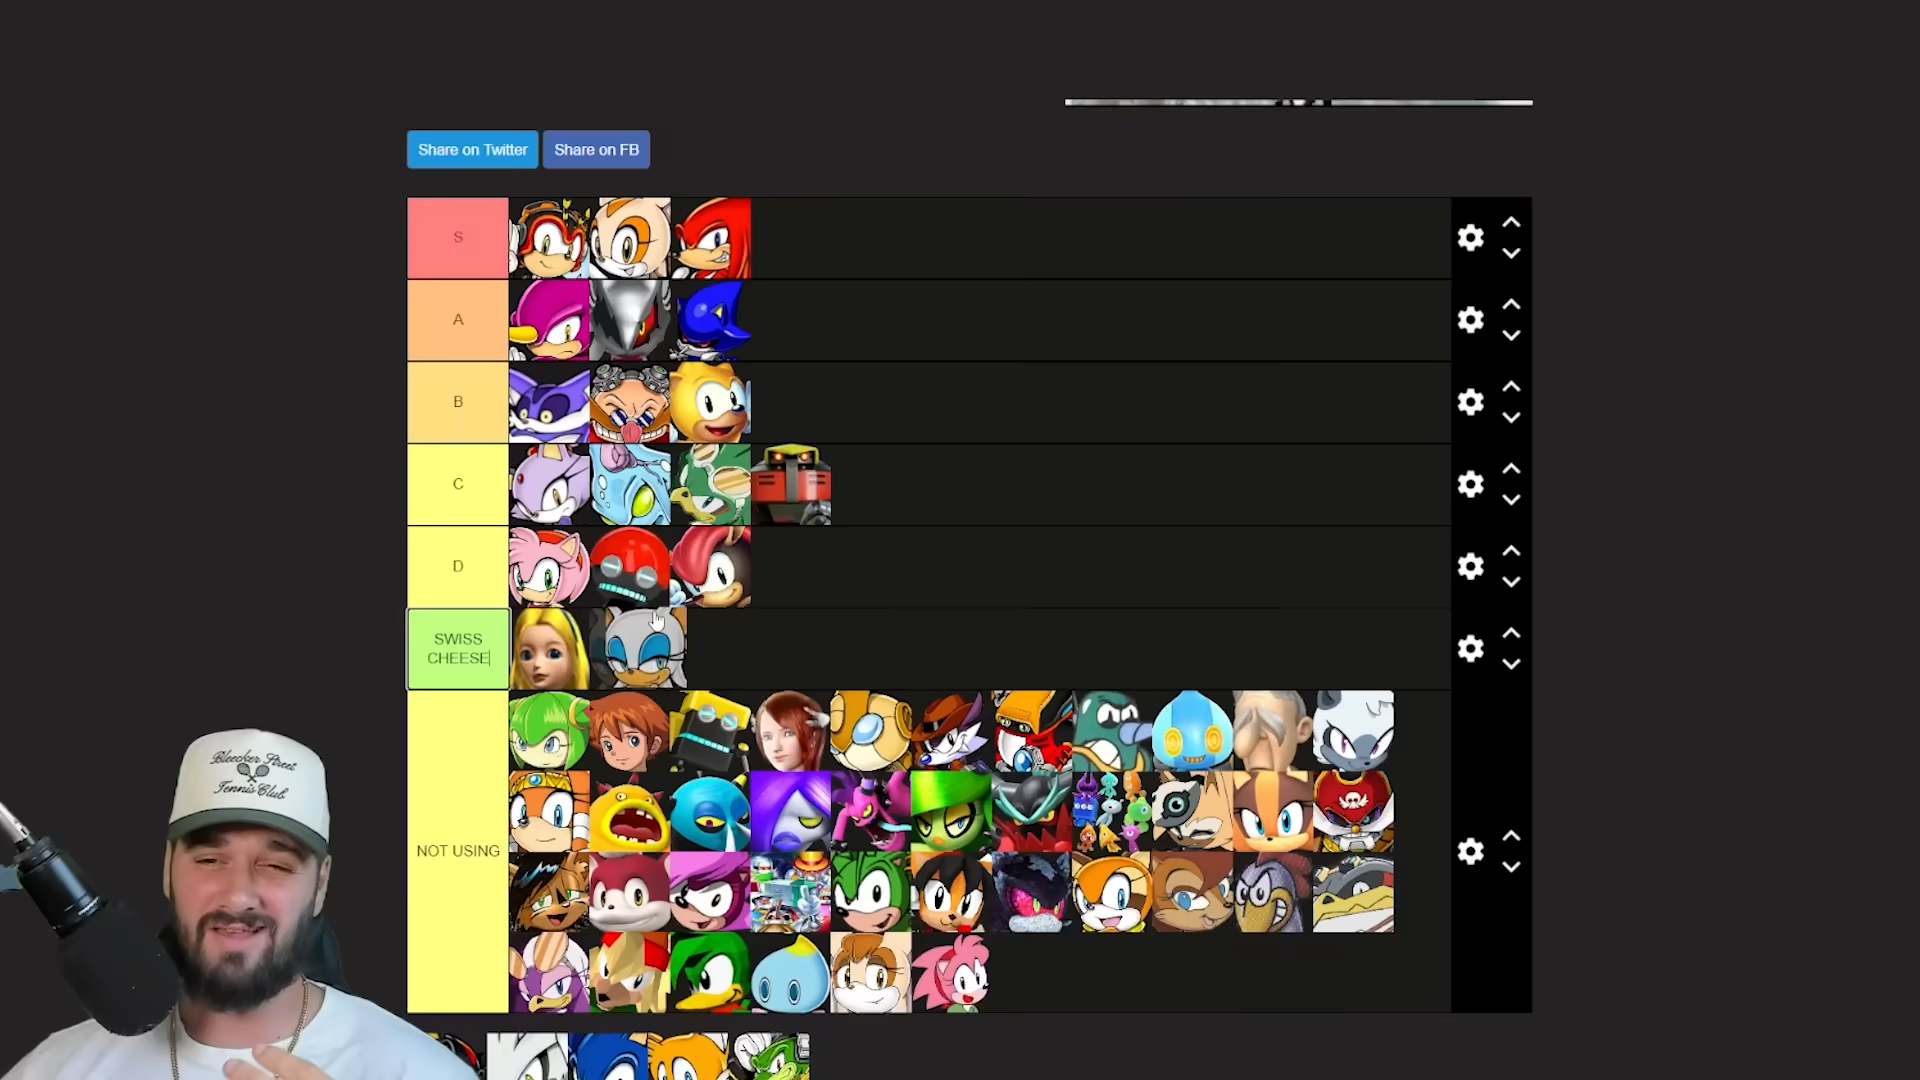 Share on Twitter
Share on FB
S
A
B
C
D
SWISS
CHEESE
NOT USING
Bleecker Street
Tennis Club